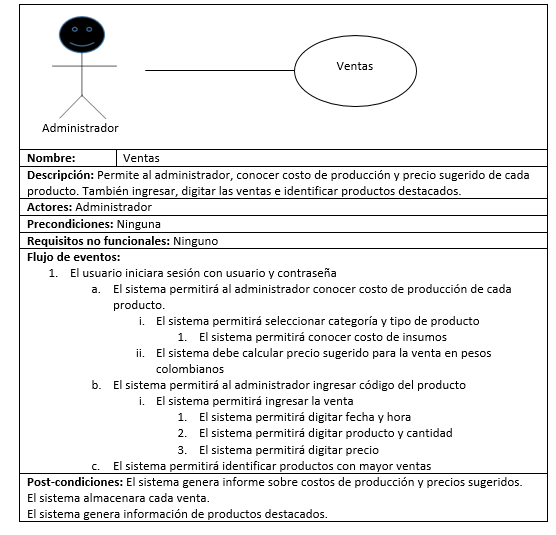 Ventas
Administrador
Nombre: Ventas
Descripción: Permite al administrador, conocer costo de producción y precio sugerido de cada
producto. También ingresar, digitar las ventas e identificar productos destacados.
Actores: Administrador
Precondiciones: Ninguna
Requisitos no funcionales: Ninguno
Flujo de eventos:
1. El usuario iniciara sesión con usuario y contraseña
a. El sistema permitirá al administrador conocer costo de producción de cada
producto.
i. El sistema permitirá seleccionar categoría y tipo de producto
1. El sistema permitirá conocer costo de insumos
ii. El sistema debe calcular precio sugerido para la venta en pesos
colombianos
b. El sistema permitirá al administrador ingresar código del producto
i. El sistema permitirá ingresar la venta
1. El sistema permitirá digitar fecha y hora
2. El sistema permitirá digitar producto y cantidad
3. El sistema permitirá digitar precio
c. El sistema permitirá identificar productos con mayor ventas
Post-condiciones: El sistema genera informe sobre costos de producción y precios sugeridos.
El sistema almacenara cada venta.
El sistema genera información de productos destacados.